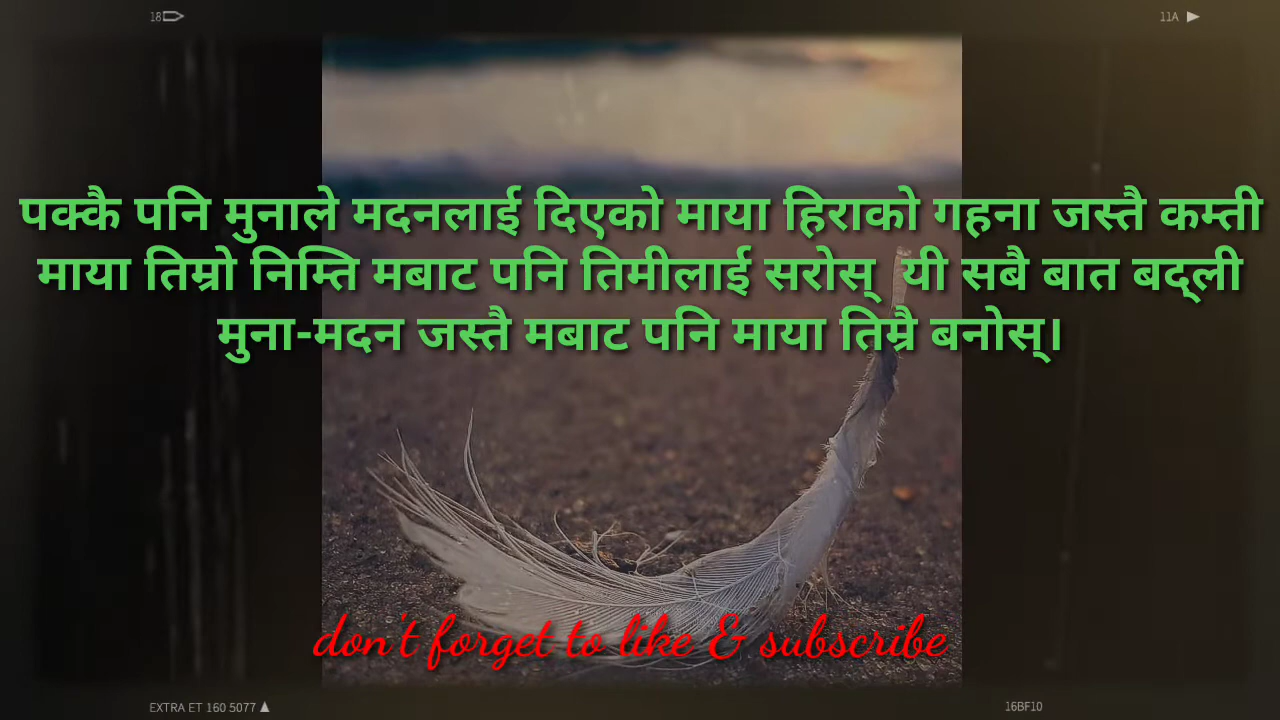 18
11A
पक्कै पनि मुनाले मदनलाई दिएको माया हिराको गहना जस्तै कम्ती
माया तिम्रो निम्ति मबाट पनि तिमीलाई सरोस् यी सबै बात बद्ली
मुना-मदन जस्तै मबाट पनि माया तिम्रै बनोस्।
don't forget to like & subscribe
EXTRA ET 160 5077
16BF10